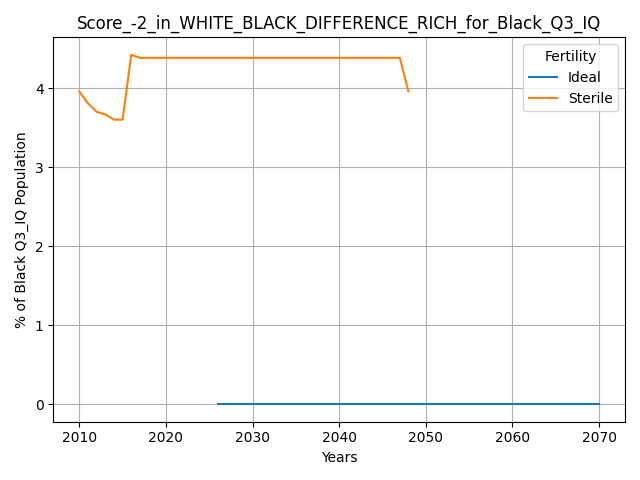 Score_-2_in_WHITE_BLACK_DIFFERENCE_RICH_for_Black_Q3_IQ
Fertility
Ideal
Sterile
% of Black Q3_IQ Population
4
3
2
1
0
2010 2020 2030 2040 2050 2060 2070
Years